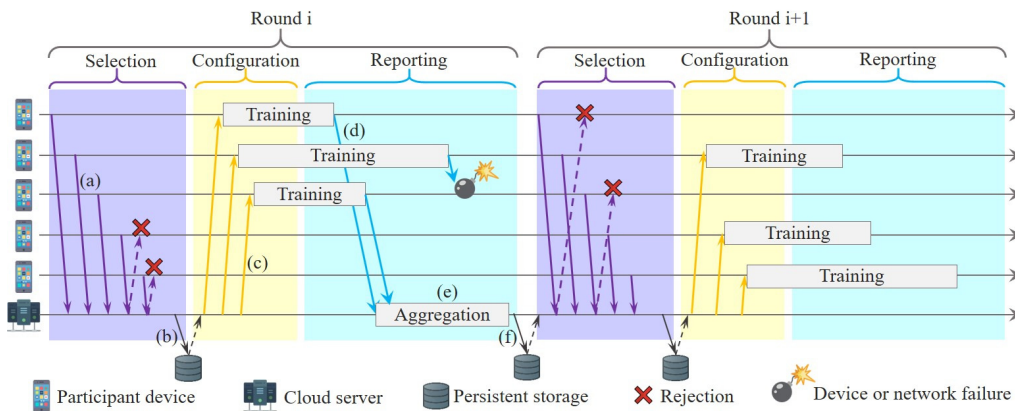 Round i
Round i+1
Selection
Configuration
Reporting
Selection
Configuration
Reporting
Training
(d)
Training
Training
(a)
Training
Training
Training
(c)
(e)
Aggregation
(b)
(f)
Participant device
Cloud server
Persistent storage
Rejection
Device or network failure